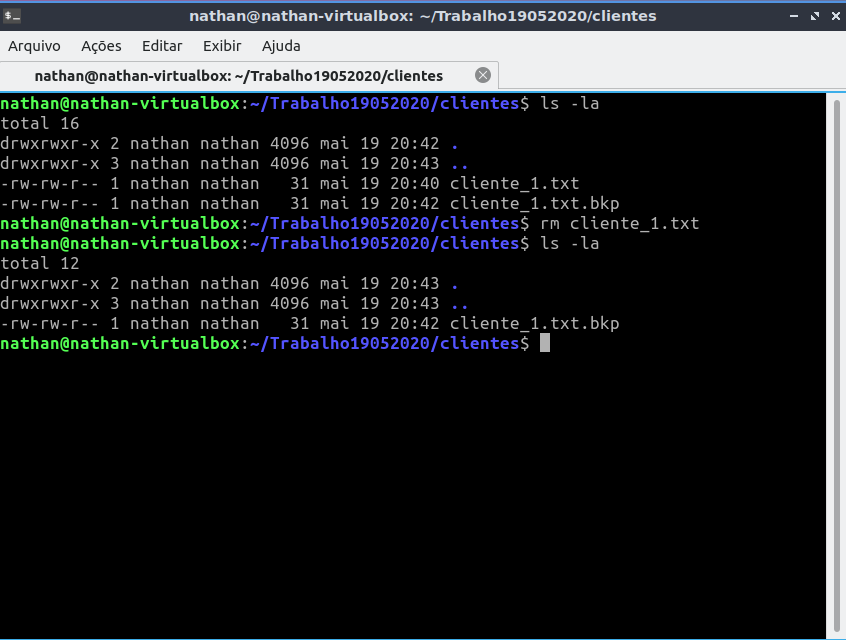 nathan@nathan-virtualbox: ~/Trabalho19052020/clientes
Arquivo Ações Editar Exibir Ajuda
nathan@nathan-virtualbox: ~/Trabalho19052020/clientes
nathan@nathan-virtualbox:~/Trabalho19052020/clientes$ ls -la
total 16
drwxrwxr-x 2 nathan nathan 4096 mai 19 20:42 .
drwxrwxr-x 3 nathan nathan 4096 mai 19 20:43 ..
-rw-rw-r-- 1 nathan nathan   31 mai 19 20:40 cliente_1.txt
-rw-rw-r-- 1 nathan nathan   31 mai 19 20:42 cliente_1.txt.bkp
nathan@nathan-virtualbox:~/Trabalho19052020/clientes$ rm cliente_1.txt
nathan@nathan-virtualbox:~/Trabalho19052020/clientes$ ls -la
total 12
drwxrwxr-x 2 nathan nathan 4096 mai 19 20:43 .
drwxrwxr-x 3 nathan nathan 4096 mai 19 20:43 ..
-rw-rw-r-- 1 nathan nathan   31 mai 19 20:42 cliente_1.txt.bkp
nathan@nathan-virtualbox:~/Trabalho19052020/clientes$